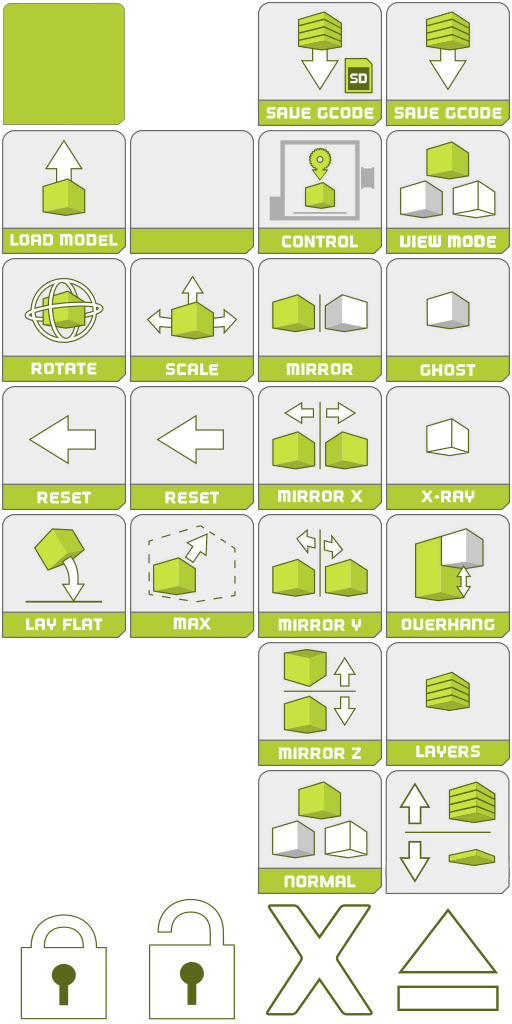 SD
SAVE GCODE
SAVE GCODE
LOAD MODEL
CONTROL
VIEW MODE
ROTATE
SCALE
MIRROR
GHOST
RESET
RESET
MIRROR X
X-RAY
LAY FLAT
MAX
MIRROR Y
OVERHANG
MIRROR Z
LAYERS
NORMAL
X